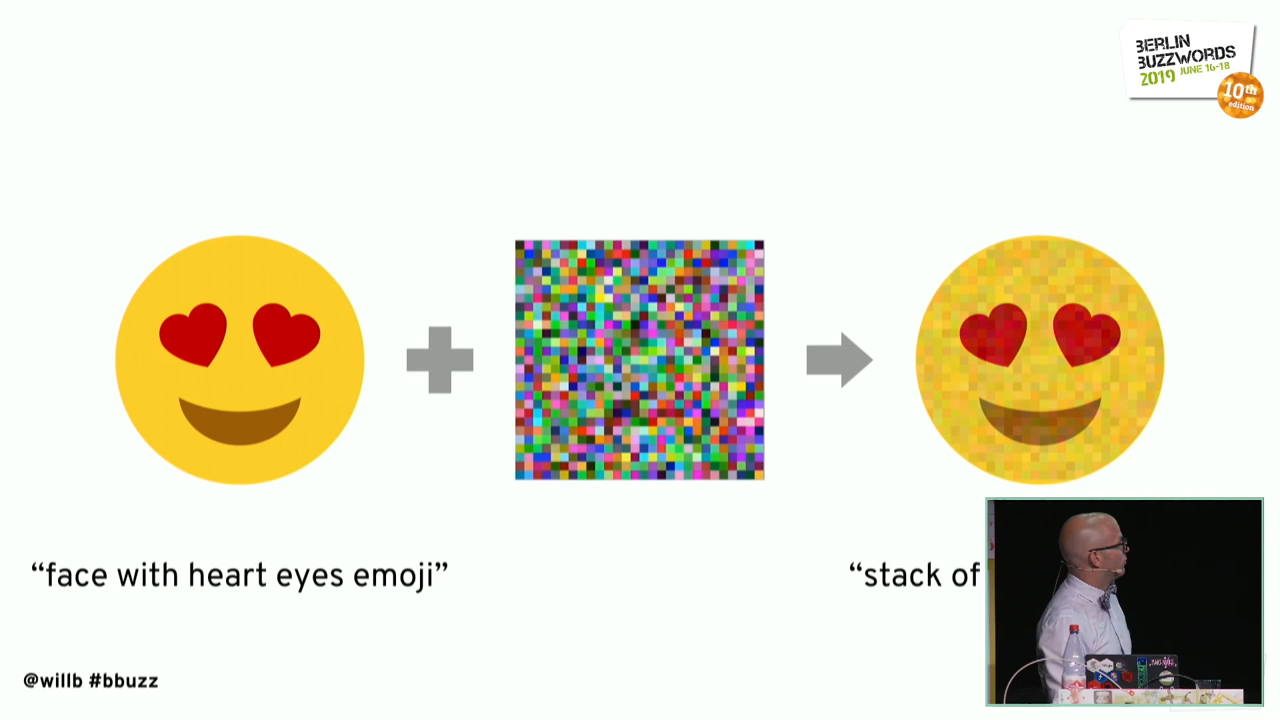 BERLIN
BUZZWORDS
2019 JUNE 16-18
10th
edition
“face with heart eyes emoji”
“stack of
@willb #bbuzz